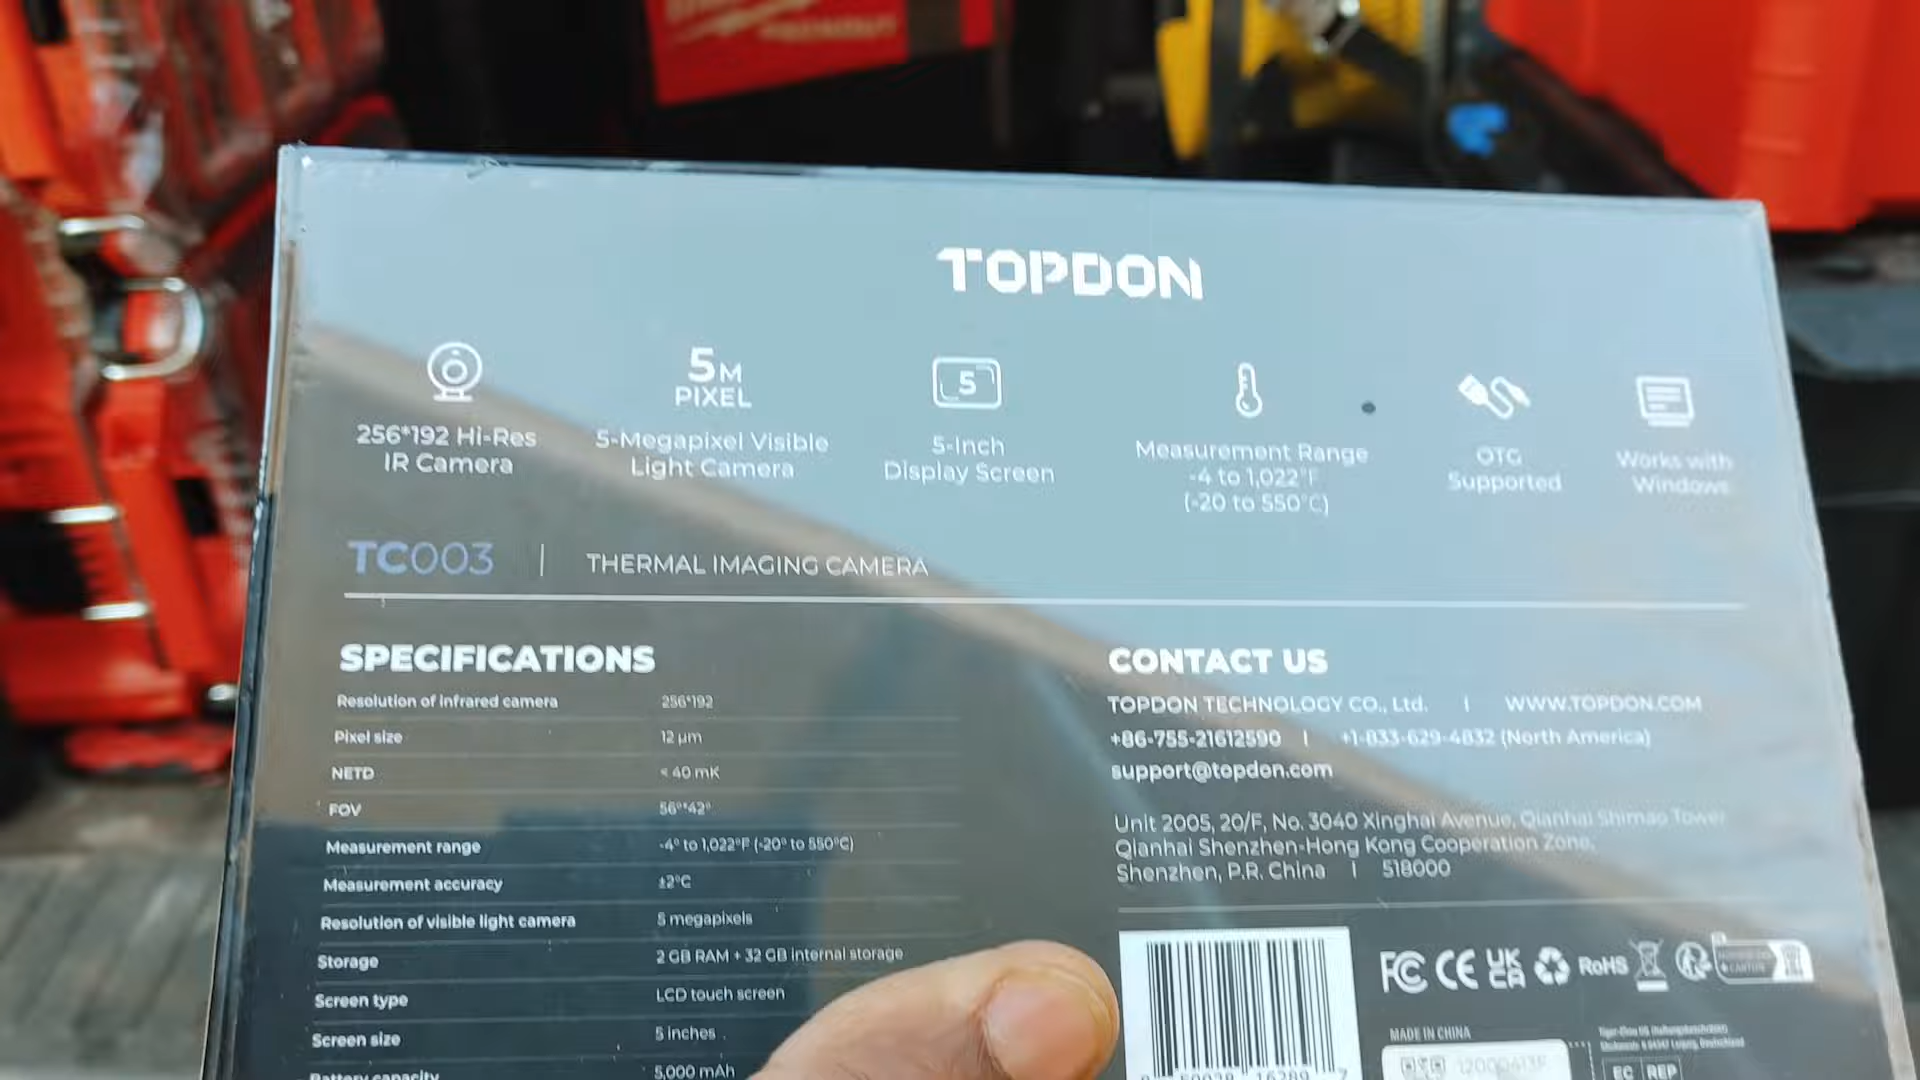 TOPDON
256*192 Hi-Res
IR Camera
5M
PIXEL
5-Megapixel Visible
Light Camera
5
5-Inch
Display Screen
Measurement Range
-4 to 1,022°F
(-20 to 550°C)
OTG
Supported
Works with
Windows
TC003 | THERMAL IMAGING CAMERA
SPECIFICATIONS
Resolution of infrared camera 256*192
Pixel size 12 µm
NETD < 40 mK
FOV 56°*42°
Measurement range -4° to 1,022°F (-20° to 550°C)
Measurement accuracy ±2°C
Resolution of visible light camera 5 megapixels
Storage 2 GB RAM + 32 GB internal storage
Screen type LCD touch screen
Screen size 5 inches
Battery capacity 5,000 mAh
CONTACT US
TOPDON TECHNOLOGY CO., Ltd. | WWW.TOPDON.COM
+86-755-21612590 | +1-833-629-4832 (North America)
support@topdon.com
Unit 2005, 20/F, No. 3040 Xinghai Avenue, Qianhai Shimao Tower
Qianhai Shenzhen-Hong Kong Cooperation Zone,
Shenzhen, P.R. China | 518000
FC CE UK CA RoHS
MADE IN CHINA
EC REP